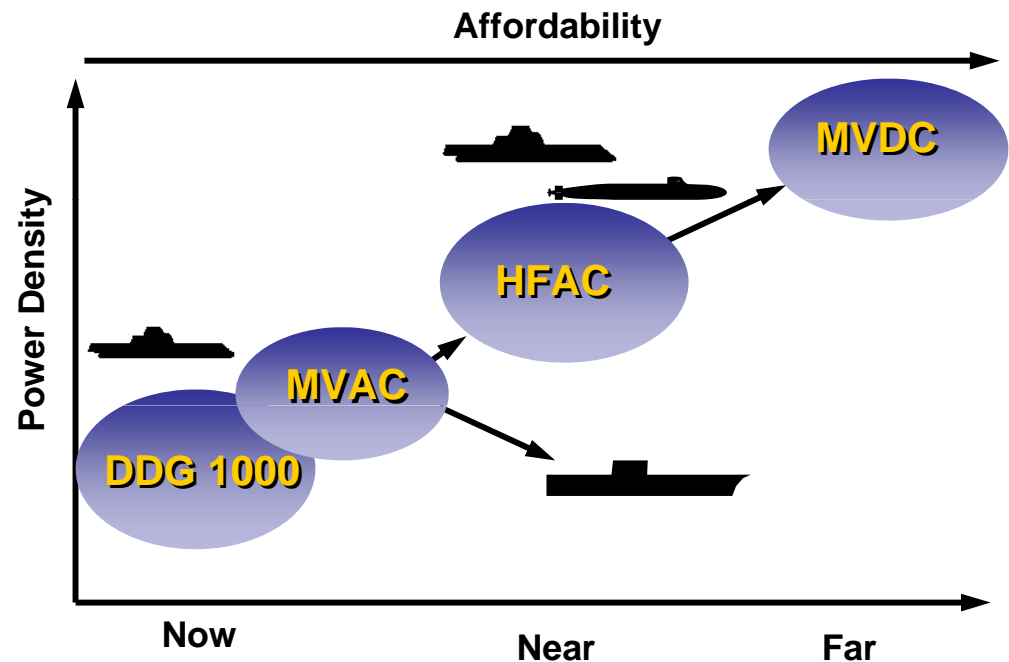 Affordability
Power Density
MVDC
HFAC
MVAC
DDG 1000
Now
Near
Far